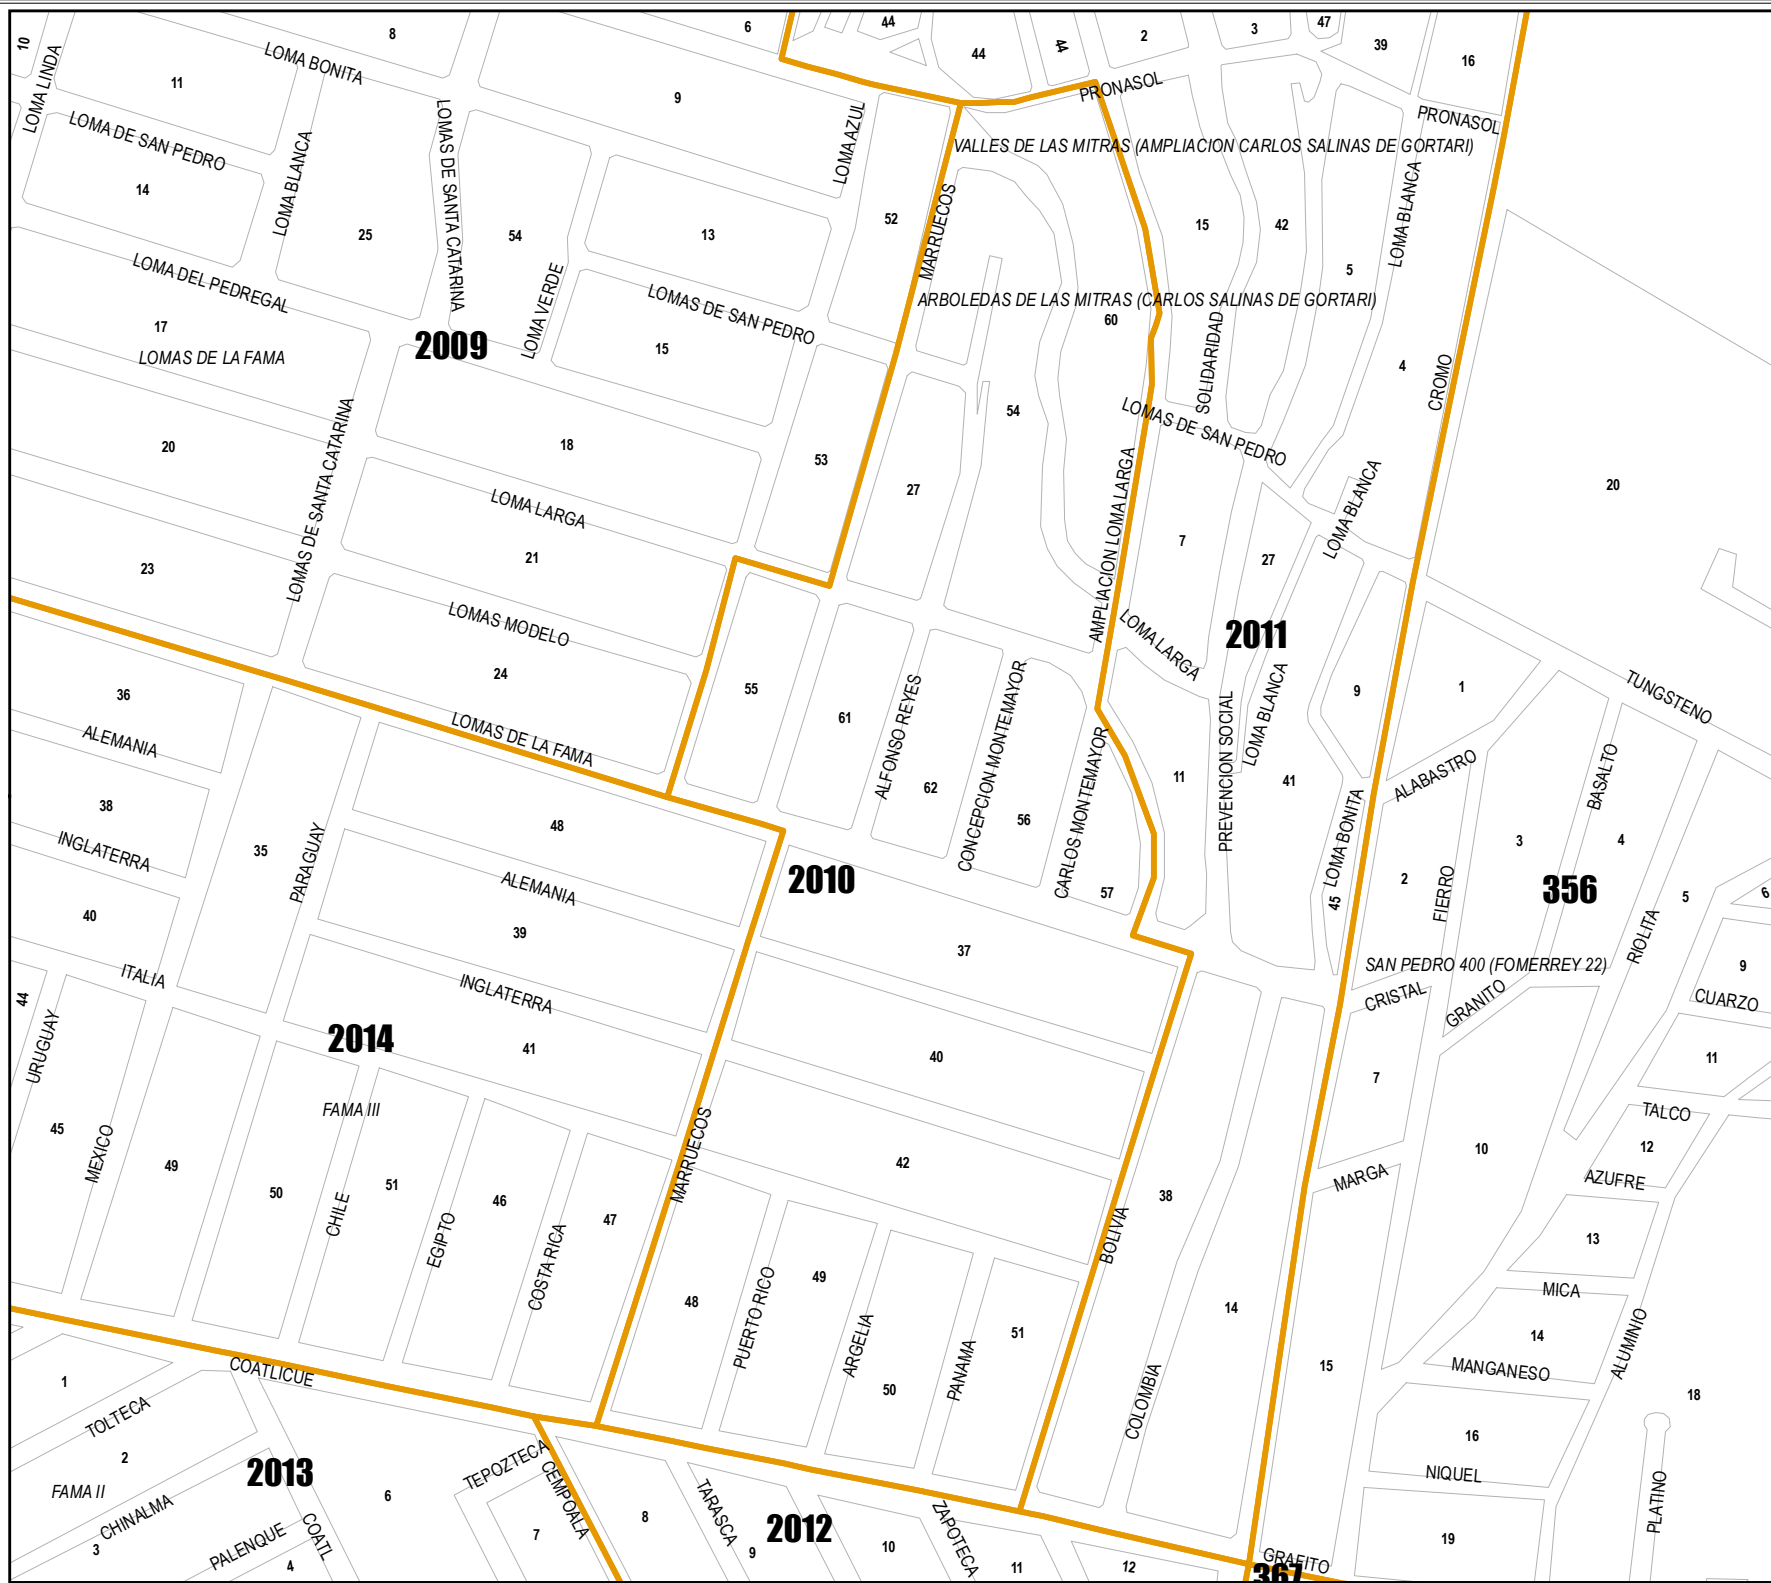 10
LOMA LINDA
8
LOMA BONITA
6
44
44
44
2
3
47
39
16
11
9
PRONASOL
PRONASOL
LOMA DE SAN PEDRO
LOMA BLANCA
LOMAS DE SANTA CATARINA
LOMA AZUL
VALLES DE LAS MITRAS (AMPLIACION CARLOS SALINAS DE GORTARI)
14
25
54
13
52
MARRUECOS
15
42
5
LOMA BLANCA
LOMA DEL PEDREGAL
LOMA VERDE
LOMAS DE SAN PEDRO
ARBOLEDAS DE LAS MITRAS (CARLOS SALINAS DE GORTARI)
60
17
LOMAS DE LA FAMA
2009
15
SOLIDARIDAD
4
CROMO
20
LOMAS DE SANTA CATARINA
18
53
54
LOMAS DE SAN PEDRO
27
20
LOMA LARGA
AMPLIACION LOMA LARGA
LOMA BLANCA
23
21
7
27
LOMAS MODELO
LOMA LARGA
2011
36
24
55
61
ALFONSO REYES
CONCEPCION MONTEMAYOR
PREVENCION SOCIAL
LOMA BLANCA
9
1
TUNGSTENO
ALEMANIA
LOMAS DE LA FAMA
62
CARLOS MONTEMAYOR
11
41
ALABASTRO
BASALTO
38
48
56
LOMA BONITA
3
4
INGLATERRA
35
PARAGUAY
ALEMANIA
2010
57
45
2
FIERRO
356
5
6
40
39
37
RIOLITA
ITALIA
INGLATERRA
SAN PEDRO 400 (FOMERREY 22)
9
44
URUGUAY
CRISTAL
GRANITO
CUARZO
2014
41
40
7
11
45
MEXICO
FAMA III
MARRUECOS
TALCO
49
50
CHILE
51
EGIPTO
46
COSTA RICA
47
42
38
BOLIVIA
MARGA
10
12
AZUFRE
13
48
PUERTO RICO
49
ARGELIA
50
PANAMA
51
14
MICA
1
COATLICUE
COLOMBIA
15
14
MANGANESO
ALUMINIO
18
TOLTECA
2
2013
FAMA II
CHINALMA
6
TEPOZTECA
CEMPOALA
16
NIQUEL
PLATINO
3
PALENQUE
COATL
4
7
8
TARASCA
9
2012
10
ZAPOTECA
11
12
GRAFITO
367
19